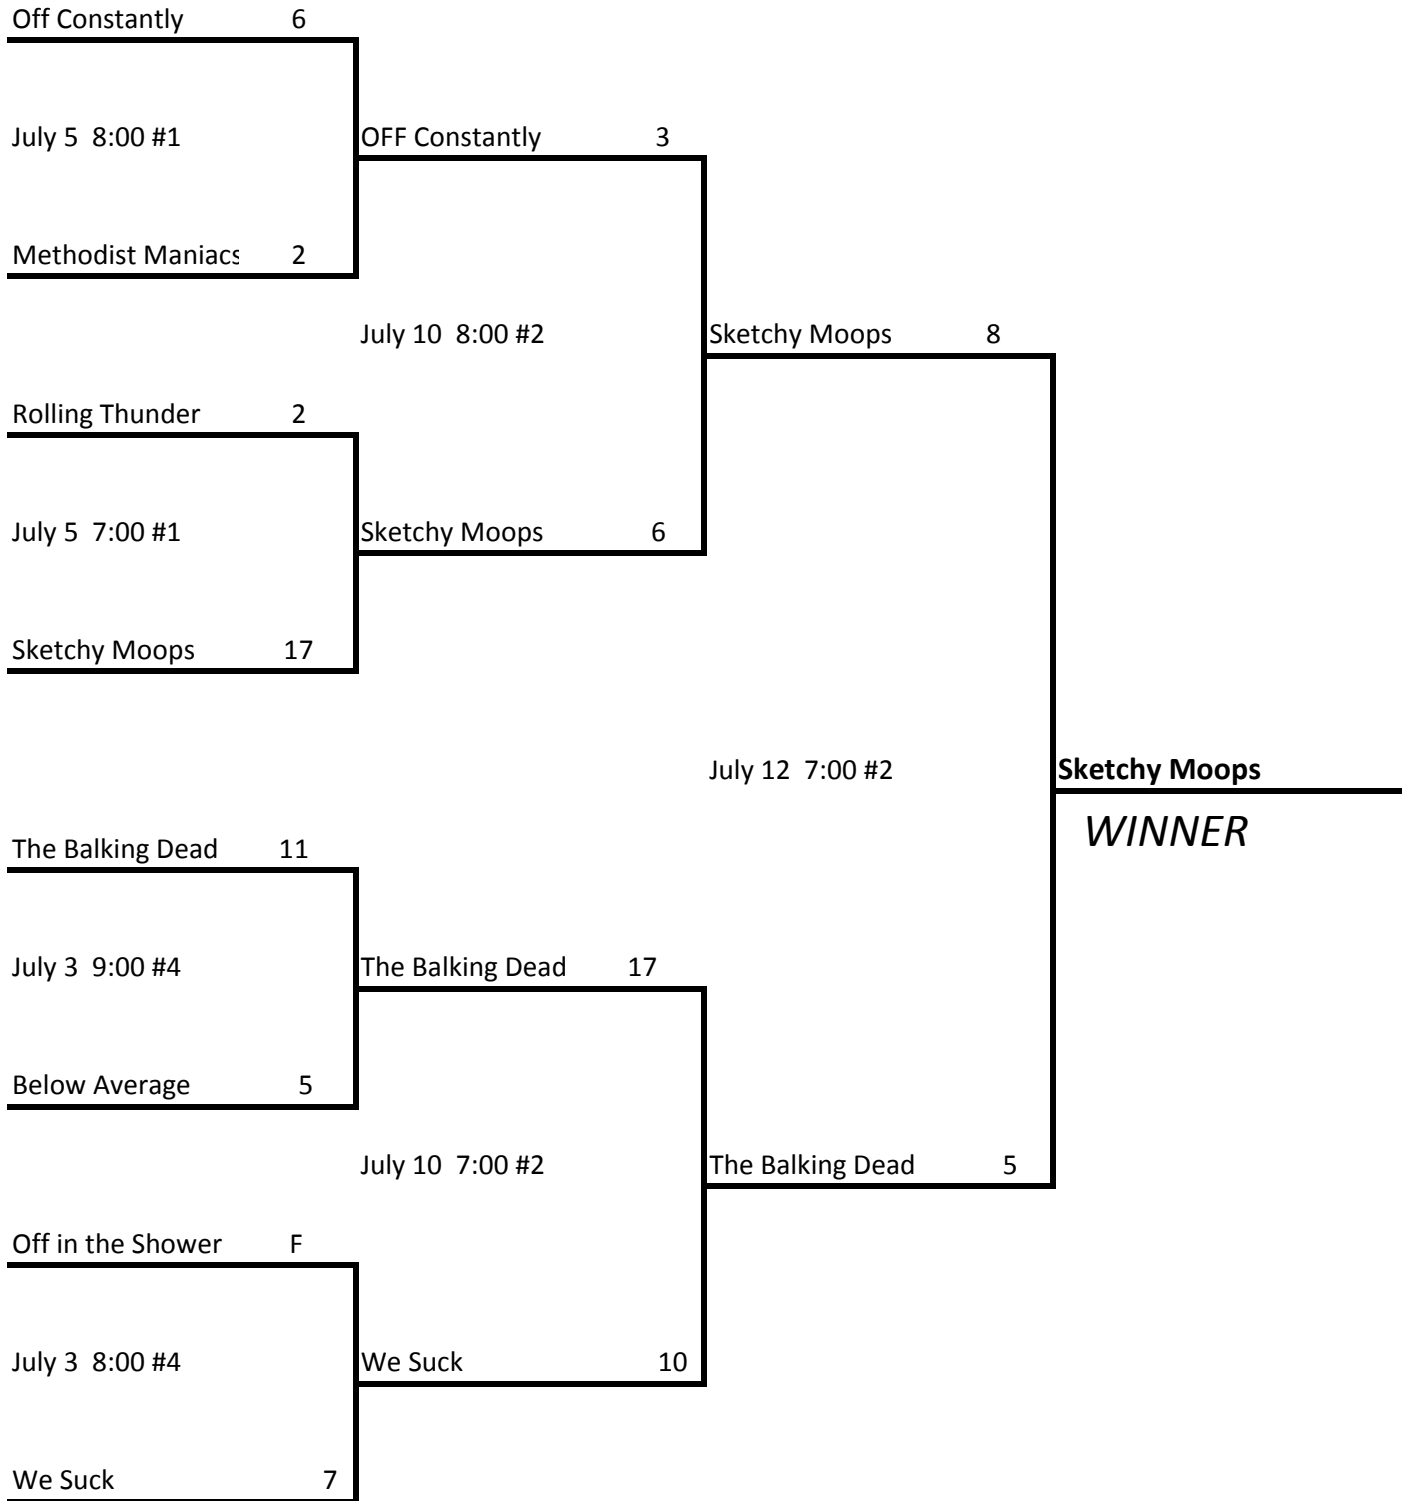 Off Constantly 6
July 5 8:00 #1
OFF Constantly 3
Methodist Maniacs 2
July 10 8:00 #2
Sketchy Moops 8
Rolling Thunder 2
July 5 7:00 #1
Sketchy Moops 6
Sketchy Moops 17
July 12 7:00 #2
Sketchy Moops
WINNER
The Balking Dead 11
July 3 9:00 #4
The Balking Dead 17
Below Average 5
July 10 7:00 #2
The Balking Dead 5
Off in the Shower F
July 3 8:00 #4
We Suck 10
We Suck 7